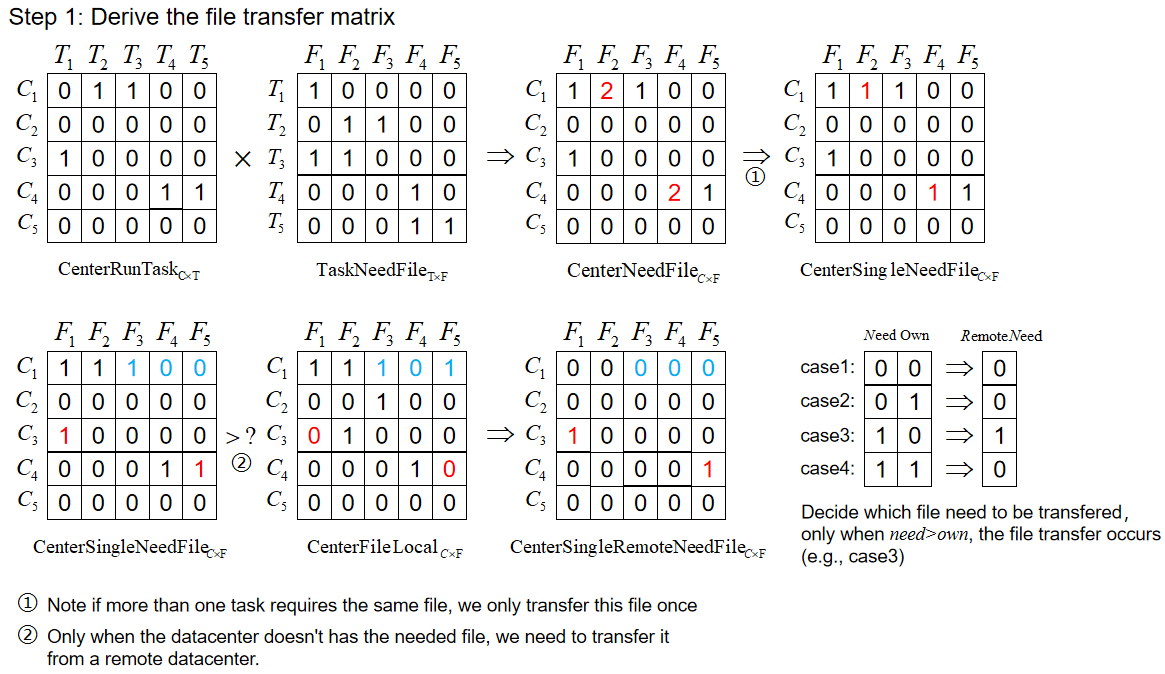 Step 1: Derive the file transfer matrix
T1 T2 T3 T4 T5
C1 0 1 1 0 0
C2 0 0 0 0 0
C3 1 0 0 0 0
C4 0 0 0 1 1
C5 0 0 0 0 0
CenterRunTaskC×T
×
F1 F2 F3 F4 F5
T1 1 0 0 0 0
T2 0 1 1 0 0
T3 1 1 0 0 0
T4 0 0 0 1 0
T5 0 0 0 1 1
TaskNeedFileT×F
⇒
F1 F2 F3 F4 F5
C1 1 2 1 0 0
C2 0 0 0 0 0
C3 1 0 0 0 0
C4 0 0 0 2 1
C5 0 0 0 0 0
CenterNeedFileC×F
⇒
①
F1 F2 F3 F4 F5
C1 1 1 1 0 0
C2 0 0 0 0 0
C3 1 0 0 0 0
C4 0 0 0 1 1
C5 0 0 0 0 0
CenterSing leNeedFileC×F
F1 F2 F3 F4 F5
C1 1 1 1 0 0
C2 0 0 0 0 0
C3 1 0 0 0 0
C4 0 0 0 1 1
C5 0 0 0 0 0
CenterSingleNeedFileC×F
>?
②
F1 F2 F3 F4 F5
C1 1 1 1 0 1
C2 0 0 1 0 0
C3 0 1 0 0 0
C4 0 0 0 1 0
C5 0 0 0 0 0
CenterFileLocal C×F
⇒
F1 F2 F3 F4 F5
C1 0 0 0 0 0
C2 0 0 0 0 0
C3 1 0 0 0 0
C4 0 0 0 0 1
C5 0 0 0 0 0
CenterSingleRemoteNeedFileC×F
Need Own RemoteNeed
case1: 0 0 ⇒ 0
case2: 0 1 ⇒ 0
case3: 1 0 ⇒ 1
case4: 1 1 ⇒ 0
Decide which file need to be transfered,
only when need>own, the file transfer occurs
(e.g., case3)
① Note if more than one task requires the same file, we only transfer this file once
② Only when the datacenter doesn't has the needed file, we need to transfer it
from a remote datacenter.